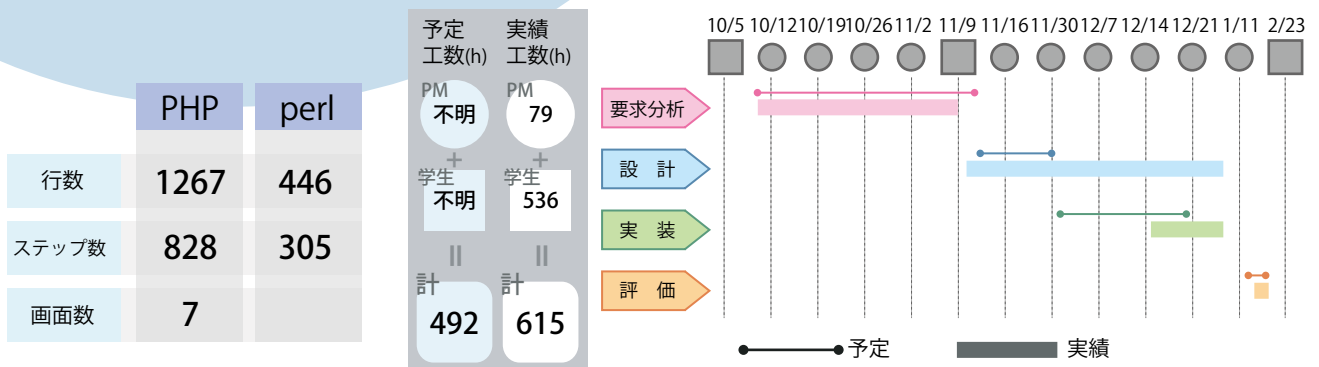 PHP perl
行数 1267 446
ステップ数 828 305
画面数 7
予定 実績
工数(h) 工数(h)
PM PM
不明 79
+ +
学生 学生
不明 536
= =
計 計
492 615
10/5 10/12 10/19 10/26 11/2 11/9 11/16 11/30 12/7 12/14 12/21 1/11 2/23
要求分析
設 計
実 装
評 価
予定 実績